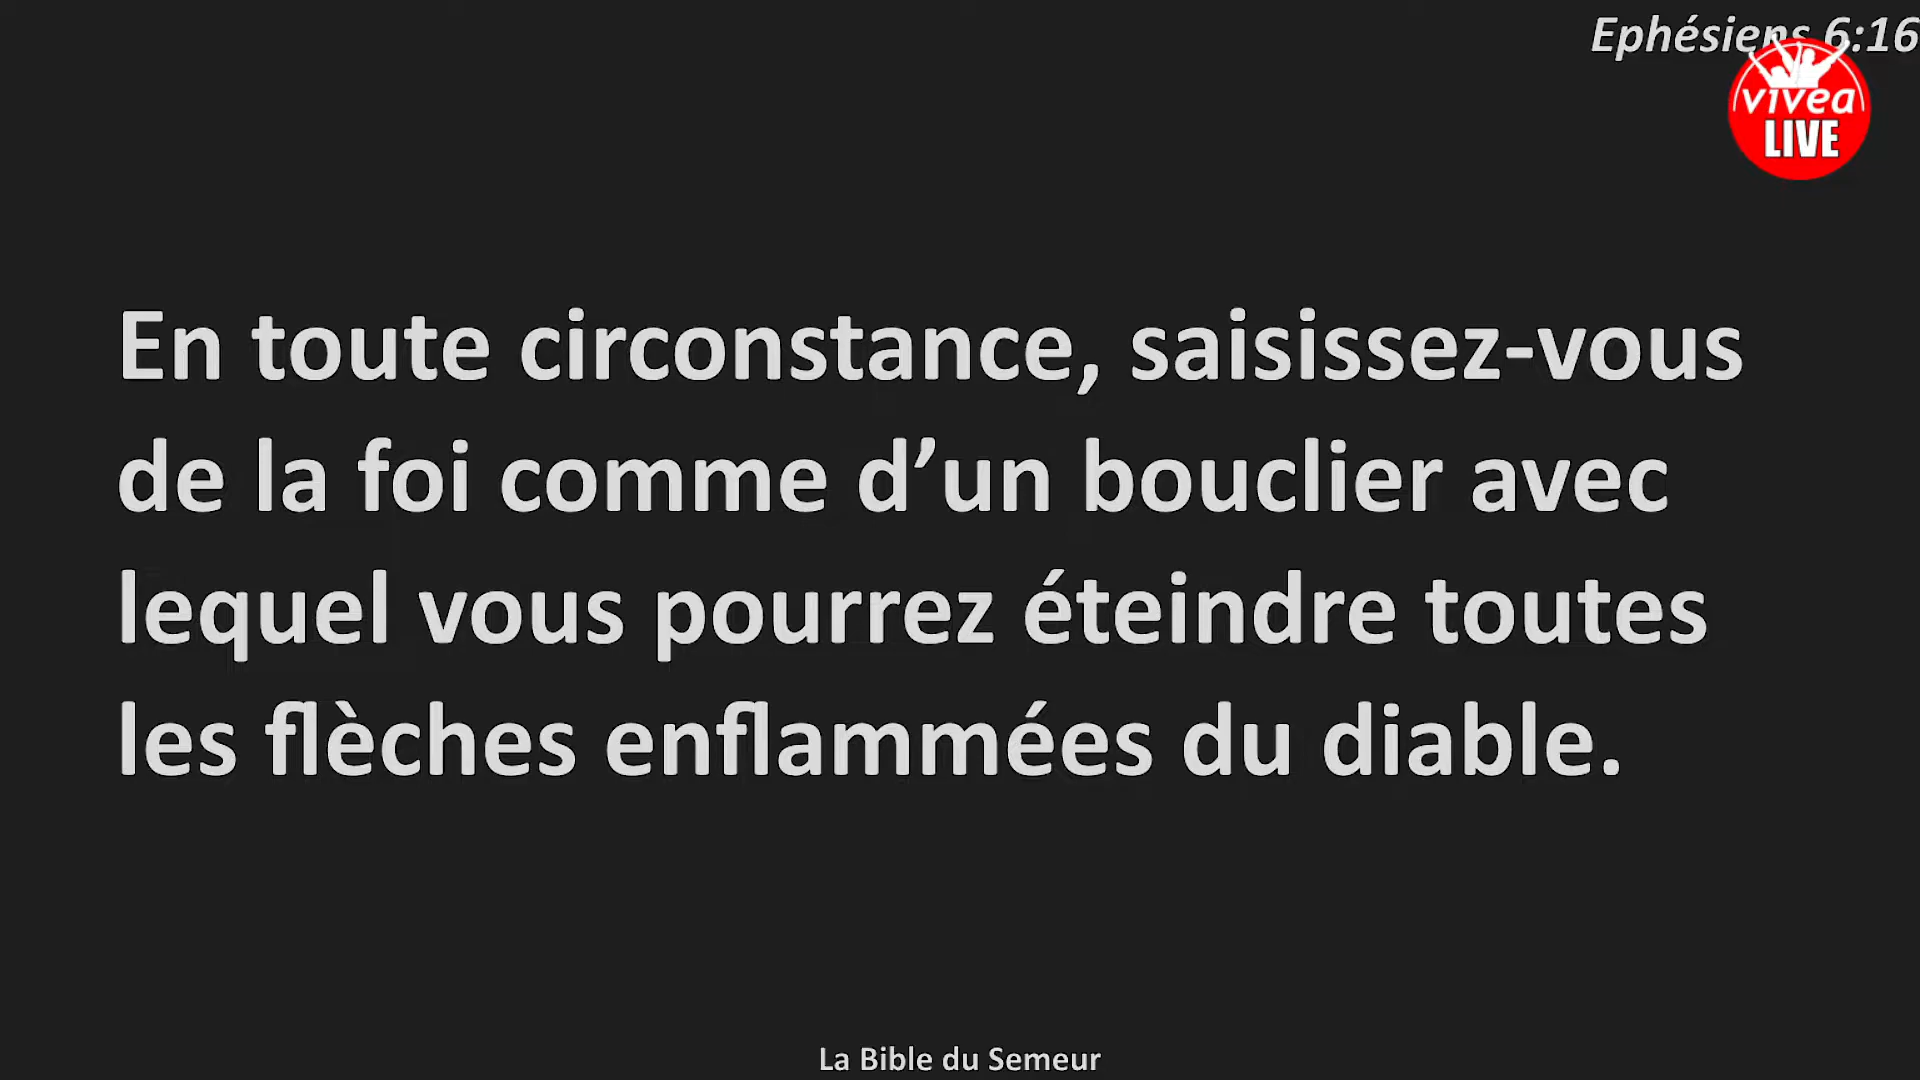 Ephésiens 6:16
vivea
LIVE
En toute circonstance, saisissez-vous
de la foi comme d’un bouclier avec
lequel vous pourrez éteindre toutes
les flèches enflammées du diable.
La Bible du Semeur